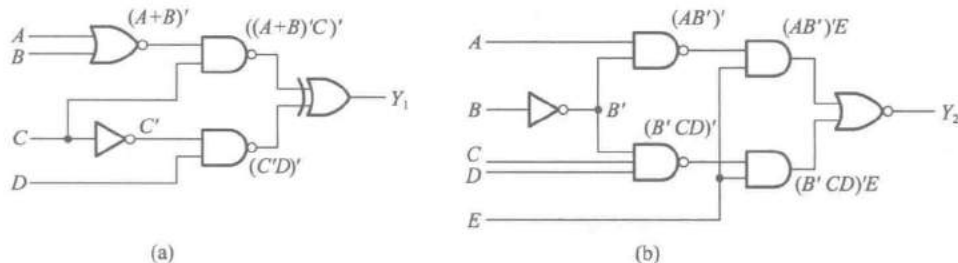 (A+B)'
((A+B)'C)'
A
B
C
C'
(C'D)'
D
Y₁
(a)
(AB')'
(AB')'E
A
B
B'
Y₂
(B' CD)'
C
D
(B' CD)'E
E
(b)